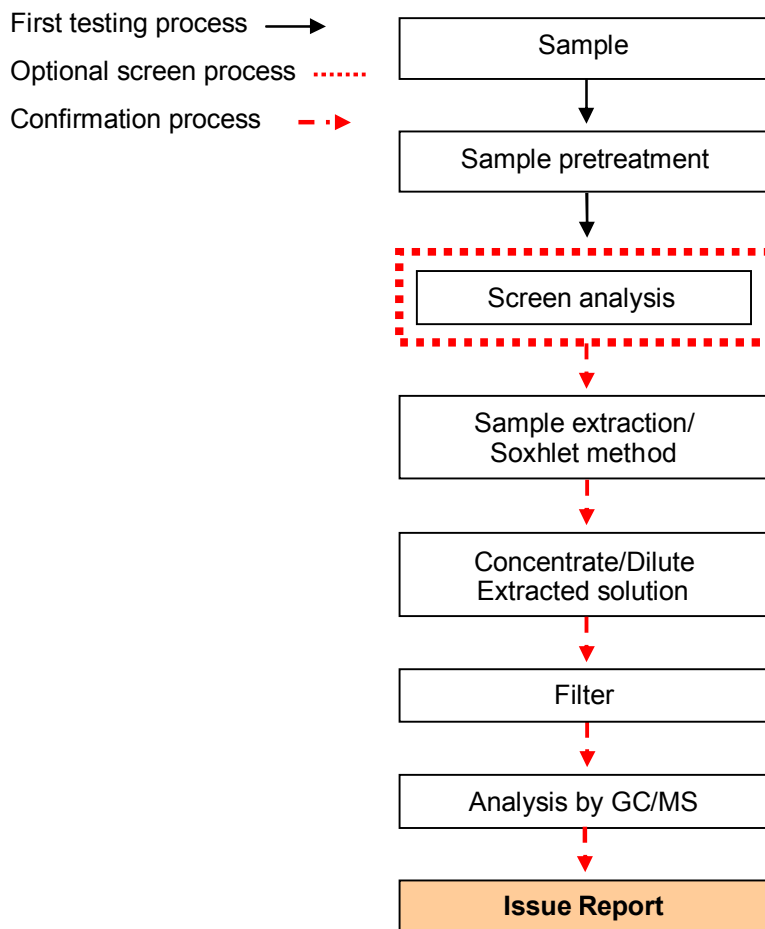 First testing process
Optional screen process
Confirmation process
Sample
Sample pretreatment
Screen analysis
Sample extraction/
Soxhlet method
Concentrate/Dilute
Extracted solution
Filter
Analysis by GC/MS
Issue Report